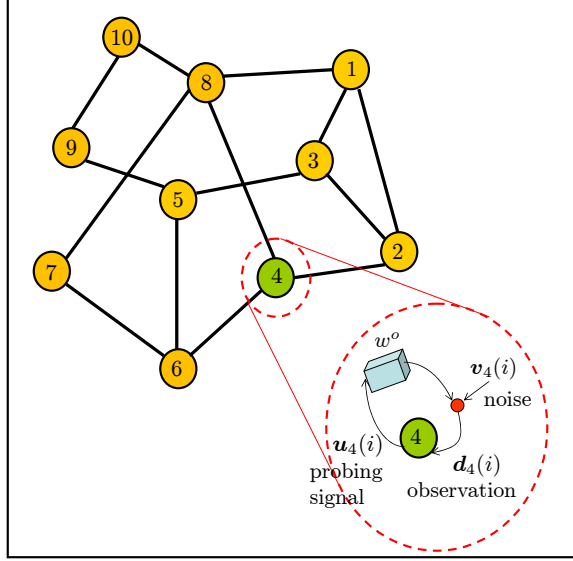 10
8
1
9
3
5
2
7
4
6
w^o
v_4(i)
noise
4
u_4(i)
d_4(i)
probing
observation
signal